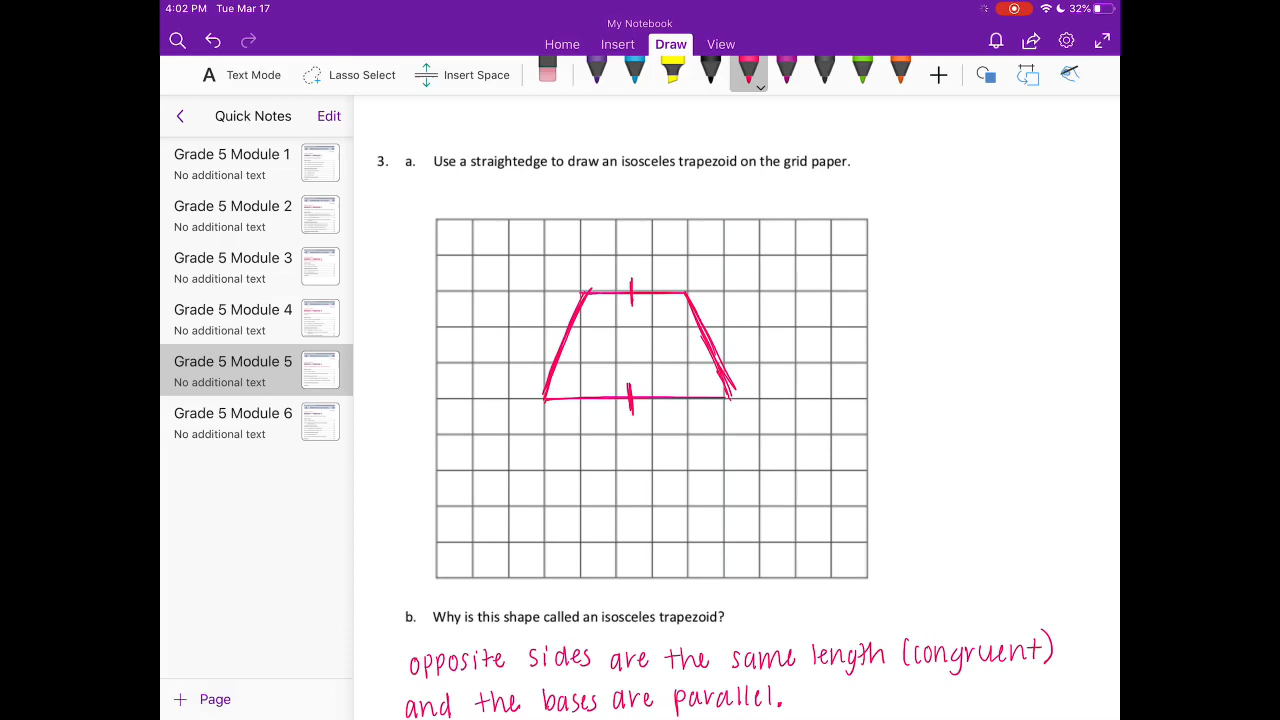 4:02 PM Tue Mar 17
32%
My Notebook
Home Insert Draw View
A Text Mode Lasso Select Insert Space
Quick Notes Edit
Grade 5 Module 1
No additional text
Grade 5 Module 2
No additional text
Grade 5 Module 3
No additional text
Grade 5 Module 4
No additional text
Grade 5 Module 5
No additional text
Grade 5 Module 6
No additional text
Page
3. a. Use a straightedge to draw an isosceles trapezoid on the grid paper.
b. Why is this shape called an isosceles trapezoid?
opposite sides are the same length (congruent)
and the bases are parallel.